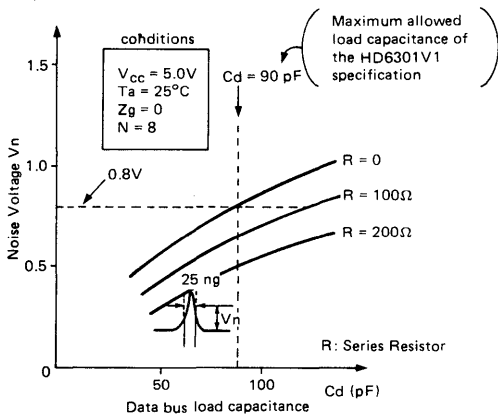 conditions
V_CC = 5.0V
Ta = 25°C
Zg = 0
N = 8
Maximum allowed
load capacitance of
the HD6301V1
specification
Cd = 90 pF
Noise Voltage Vn
1.5
1.0
0.5
0
0.8V
R = 0
R = 100Ω
R = 200Ω
25 ng
Vn
R: Series Resistor
50
100
Cd (pF)
Data bus load capacitance